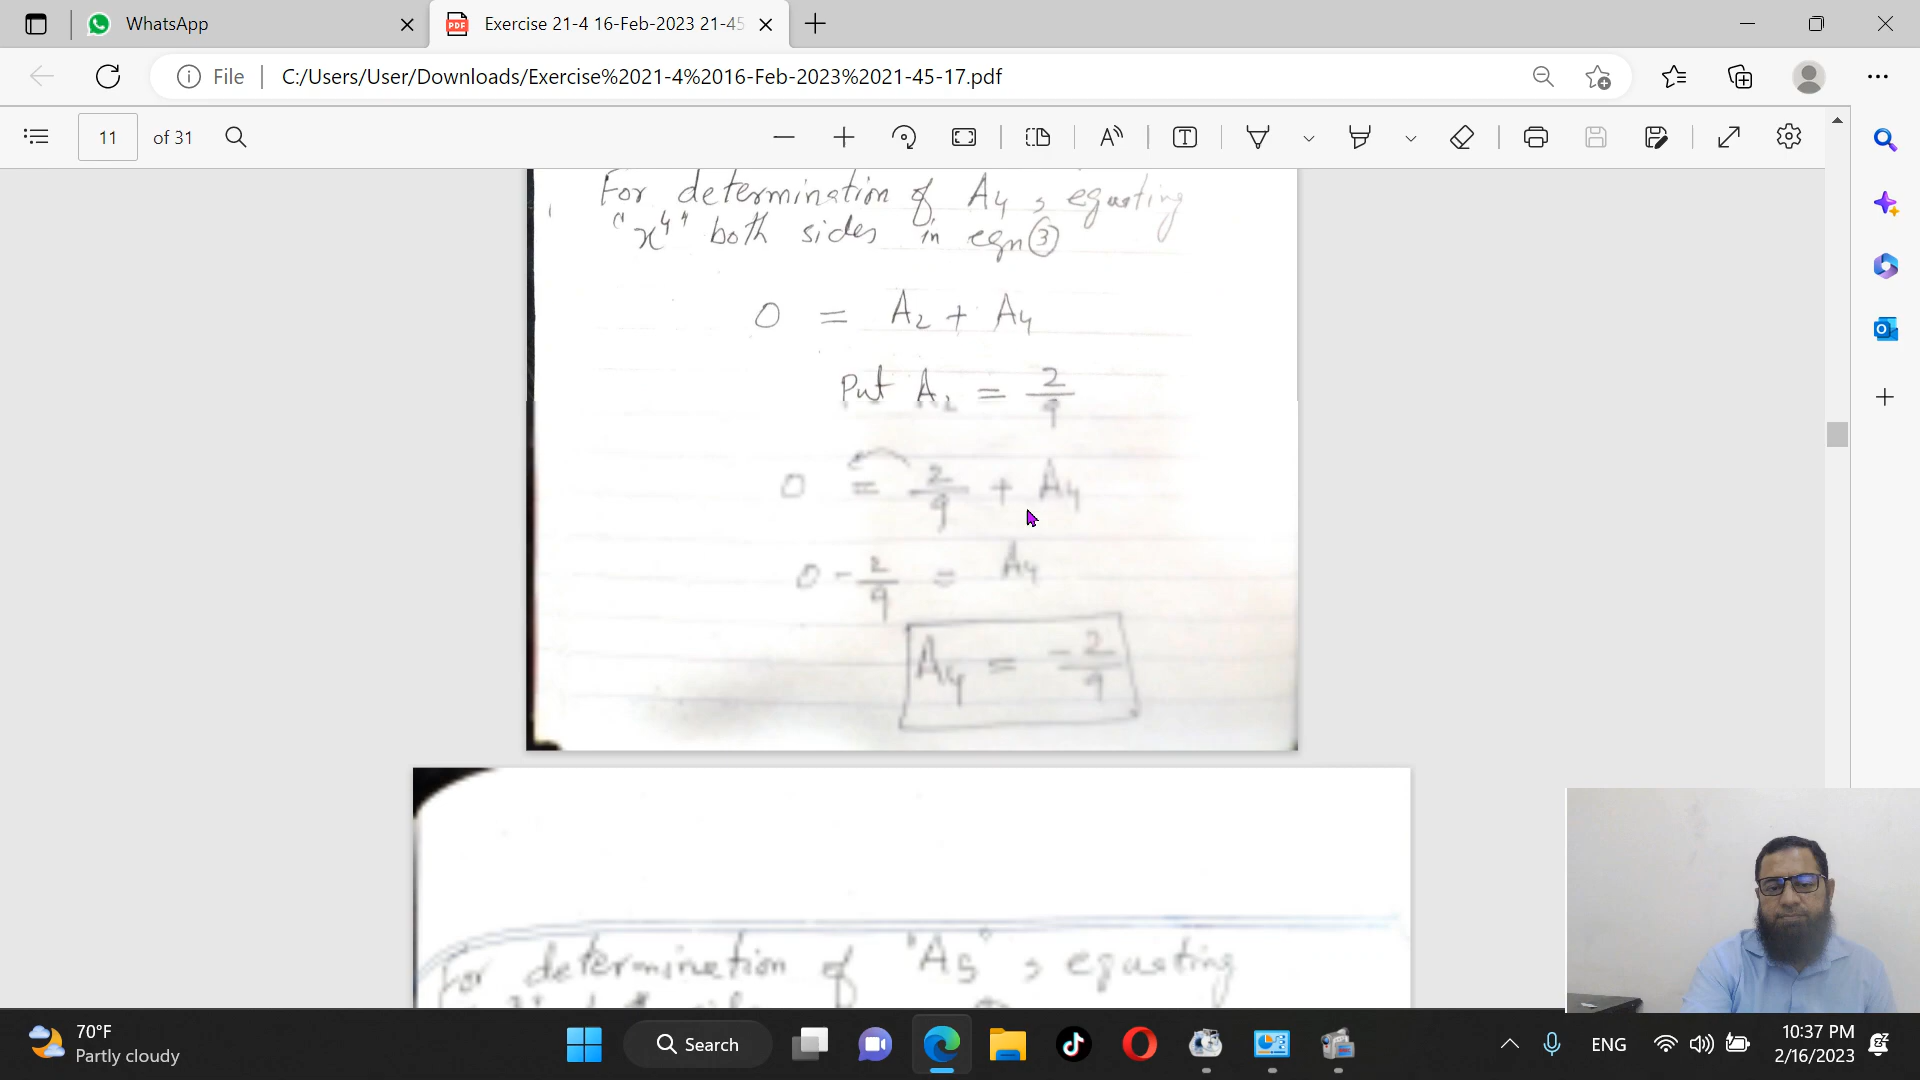 WhatsApp
Exercise 21-4 16-Feb-2023 21-45
File
C:/Users/User/Downloads/Exercise%2021-4%2016-Feb-2023%2021-45-17.pdf
11 of 31
For determination of A4, equating
"x⁴" both sides in eqn ③
0 = A2 + A4
Put A2 = 2/9
0 = 2/9 + A4
0 - 2/9 = A4
A4 = -2/9
For determination of "A5", equating
70°F
Partly cloudy
Search
ENG
10:37 PM
2/16/2023